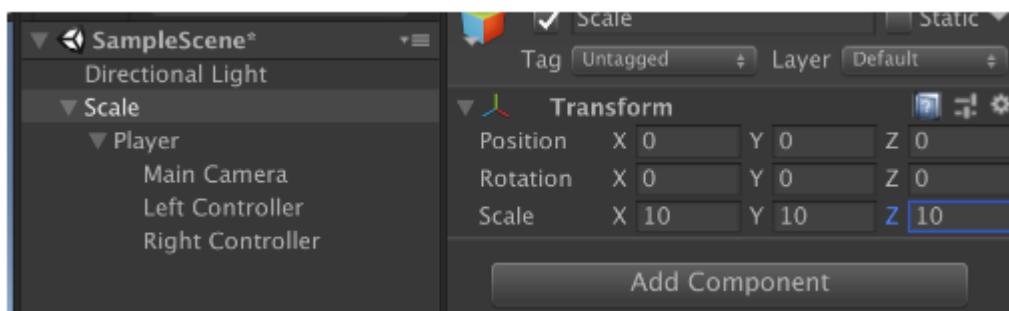 SampleScene*
Directional Light
Scale
Player
Main Camera
Left Controller
Right Controller
Scale Static
Tag Untagged Layer Default
Transform
Position X 0 Y 0 Z 0
Rotation X 0 Y 0 Z 0
Scale X 10 Y 10 Z 10
Add Component